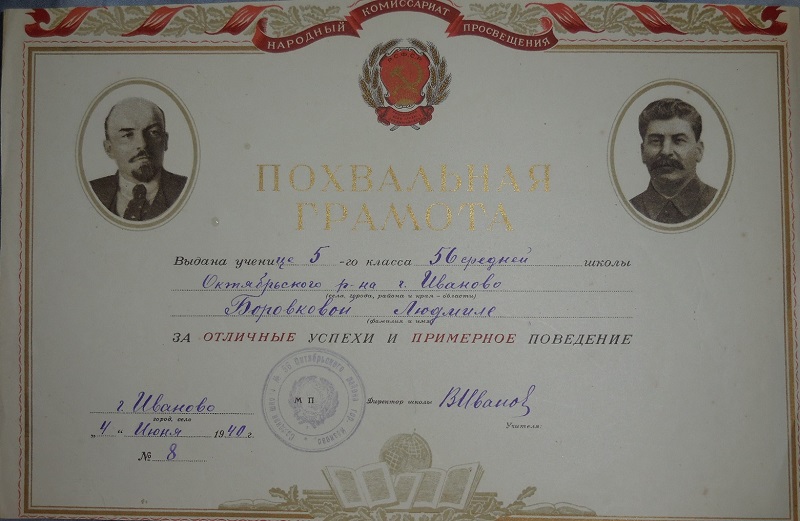 НАРОДНЫЙ КОМИССАРИАТ ПРОСВЕЩЕНИЯ
ПОХВАЛЬНАЯ
ГРАМОТА
Выдана ученице 5 -го класса 56 средней школы
Октябрьского р-на г. Иваново
(села, города, района и края - области)
Боровковой Людмиле
(фамилия и имя)
ЗА ОТЛИЧНЫЕ УСПЕХИ И ПРИМЕРНОЕ ПОВЕДЕНИЕ
г. Иваново
город, село
М П
Директор школы ВИванов
„4" Июня 1940 г.
Учителя
№ 8